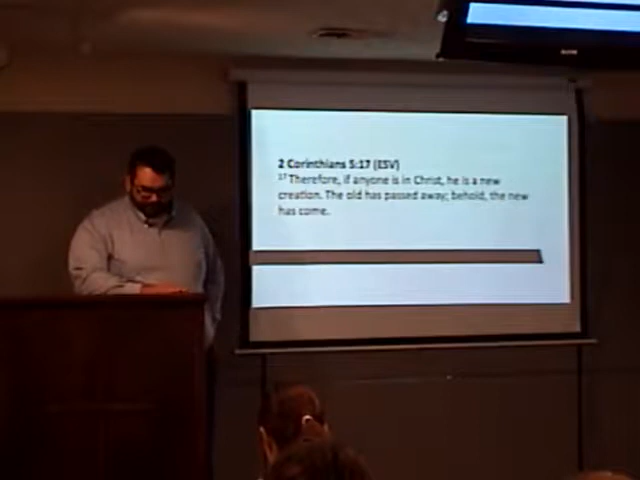 2 Corinthians 5:17 (ESV)
17 Therefore, if anyone is in Christ, he is a new
creation. The old has passed away; behold, the new
has come.